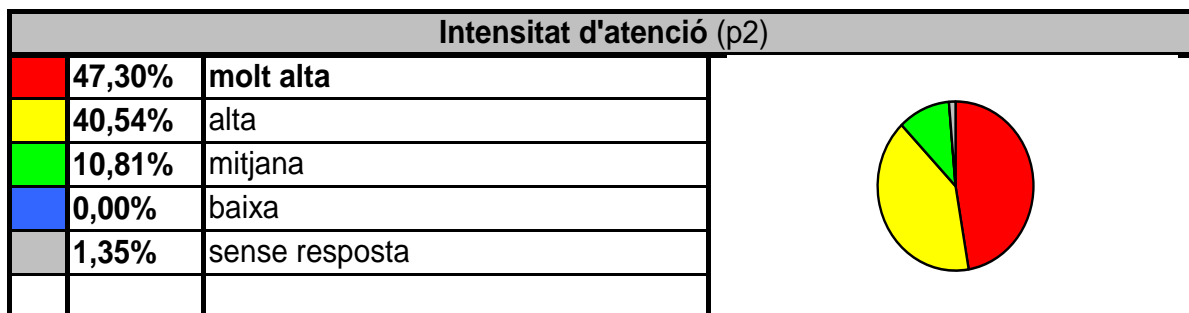 Intensitat d'atenció (p2)
47,30% molt alta
40,54% alta
10,81% mitjana
0,00% baixa
1,35% sense resposta